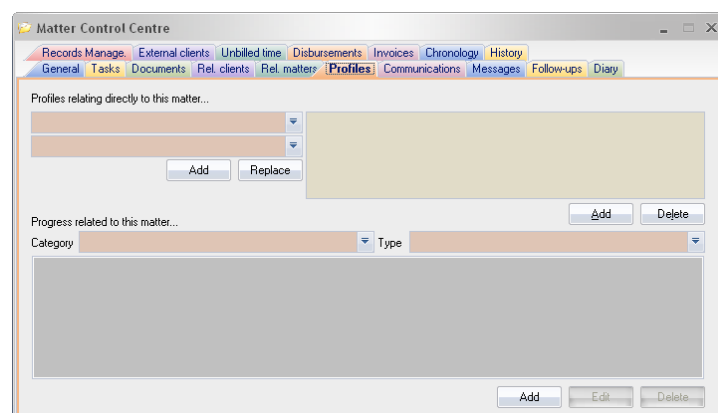 Matter Control Centre
Records Manage. External clients Unbilled time Disbursements Invoices Chronology History
General Tasks Documents Rel. clients Rel. matters Profiles Communications Messages Follow-ups Diary
Profiles relating directly to this matter...
Add Replace
Add Delete
Progress related to this matter...
Category Type
Add Edit Delete